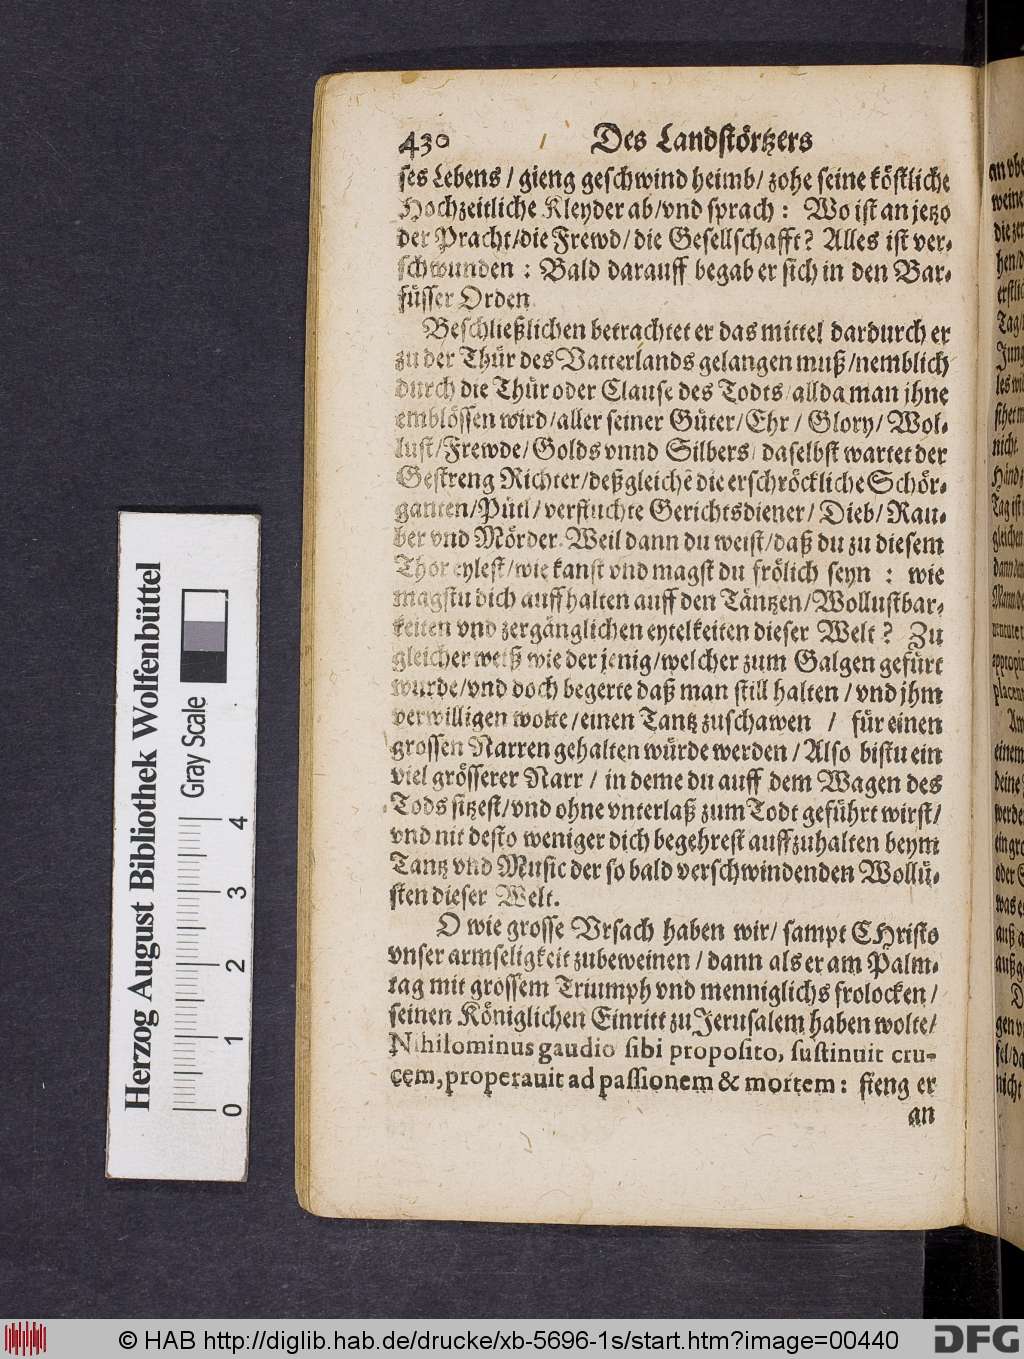 430 Des Landstörtzers
ses Lebens / gieng geschwind heimb / zohe seine köstliche
Hochzeitliche Kleyder ab/vnd sprach : Wo ist an jetzo
der Pracht/die Frewd/ die Gesellschafft? Alles ist ver-
schwunden : Bald darauff begab er sich in den Bar-
füsser Orden
Beschließlichen betrachtet er das mittel dardurch er
zu der Thür des Vatterlands gelangen muß /nemblich
durch die Thür oder Clause des Todts / allda man jhne
emblössen wird/aller seiner Güter/ Ehr / Glory/ Wol-
lust/Frewde/ Golds vnnd Silbers / daselbst wartet der
Gestreng Richter/deßgleichē die erschröckliche Schör-
ganten/Pütl/ verfluchte Gerichtsdiener/ Dieb/ Rau-
ber vnd Mörder. Weil dann du weist/daß du zu diesem
Thor eylest/wie kanst vnd magst du frölich seyn : wie
magstu dich auffhalten auff den Täntzen/Wollustbar-
keiten vnd zergänglichen eytelkeiten dieser Welt ? Zu
gleicher weiß wie der jenig/welcher zum Galgen gefürt
wurde/vnd doch begerte daß man still halten / vnd jhm
verwilligen wolte /einen Tantz zuschawen / für einen
grossen Narren gehalten würde werden / Also bistu ein
viel grösserer Narr / in deme du auff dem Wagen des
Tods sitzest/vnd ohne vnterlaß zum Todt geführt wirst/
vnd nit desto weniger dich begehrest auffzuhalten beym
Tantz vnd Music der so bald verschwindenden Wollü-
sten dieser Welt.
O wie grosse Vrsach haben wir/ sampt CHristo
vnser armseligkeit zubeweinen / dann als er am Palm-
tag mit grossem Triumph vnd menniglichs frolocken /
seinen Königlichen Einritt zu Jerusalem haben wolte/
Nihilominus gaudio sibi proposito, sustinuit cru-
cem, properauit ad passionem & mortem : fieng er
an
Herzog August Bibliothek Wolfenbüttel
Gray Scale
0 1 2 3 4
© HAB http://diglib.hab.de/drucke/xb-5696-1s/start.htm?image=00440
DFG